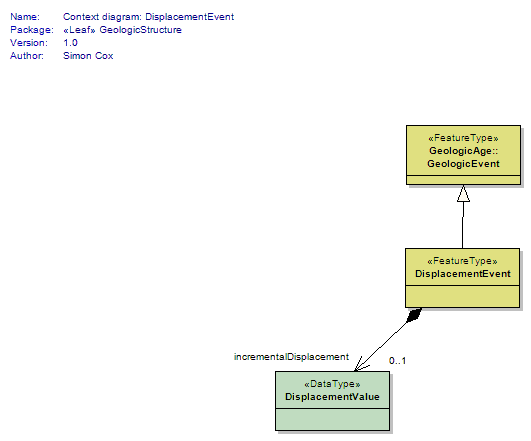 Name: Context diagram: DisplacementEvent
Package: «Leaf» GeologicStructure
Version: 1.0
Author: Simon Cox
«FeatureType»
GeologicAge::
GeologicEvent
«FeatureType»
DisplacementEvent
incrementalDisplacement
0..1
«DataType»
DisplacementValue